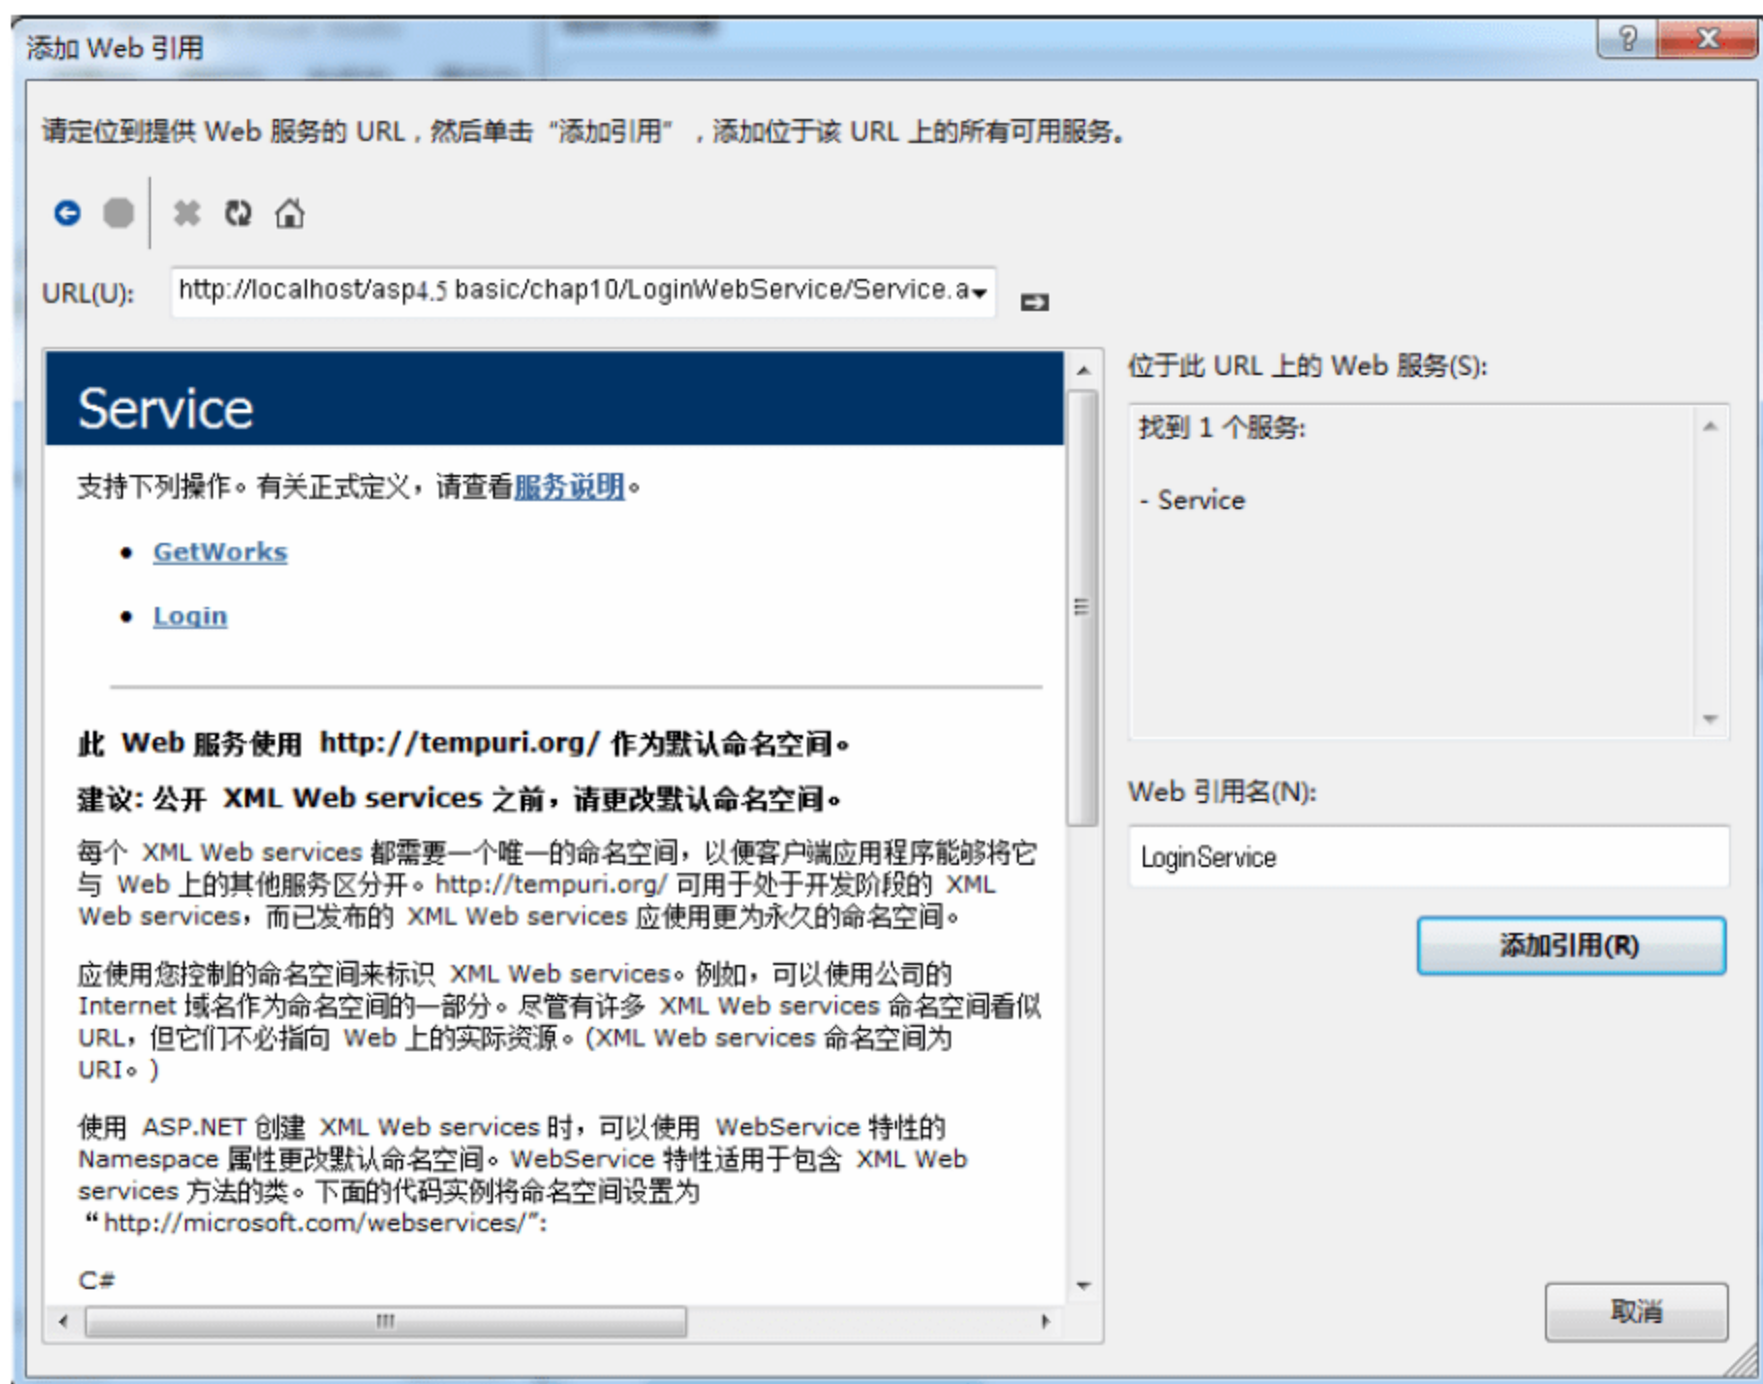 添加 Web 引用
请定位到提供 Web 服务的 URL，然后单击“添加引用”，添加位于该 URL 上的所有可用服务。
URL(U):
http://localhost/asp4.5 basic/chap10/LoginWebService/Service.a
Service
支持下列操作。有关正式定义，请查看服务说明。
• GetWorks
• Login
此 Web 服务使用 http://tempuri.org/ 作为默认命名空间。
建议: 公开 XML Web services 之前，请更改默认命名空间。
每个 XML Web services 都需要一个唯一的命名空间，以便客户端应用程序能够将它
与 Web 上的其他服务区分开。http://tempuri.org/ 可用于处于开发阶段的 XML
Web services，而已发布的 XML Web services 应使用更为永久的命名空间。
应使用您控制的命名空间来标识 XML Web services。例如，可以使用公司的
Internet 域名作为命名空间的一部分。尽管有许多 XML Web services 命名空间看似
URL，但它们不必指向 Web 上的实际资源。(XML Web services 命名空间为
URI。)
使用 ASP.NET 创建 XML Web services 时，可以使用 WebService 特性的
Namespace 属性更改默认命名空间。WebService 特性适用于包含 XML Web
services 方法的类。下面的代码实例将命名空间设置为
“http://microsoft.com/webservices/”:
C#
位于此 URL 上的 Web 服务(S):
找到 1 个服务:
- Service
Web 引用名(N):
LoginService
添加引用(R)
取消